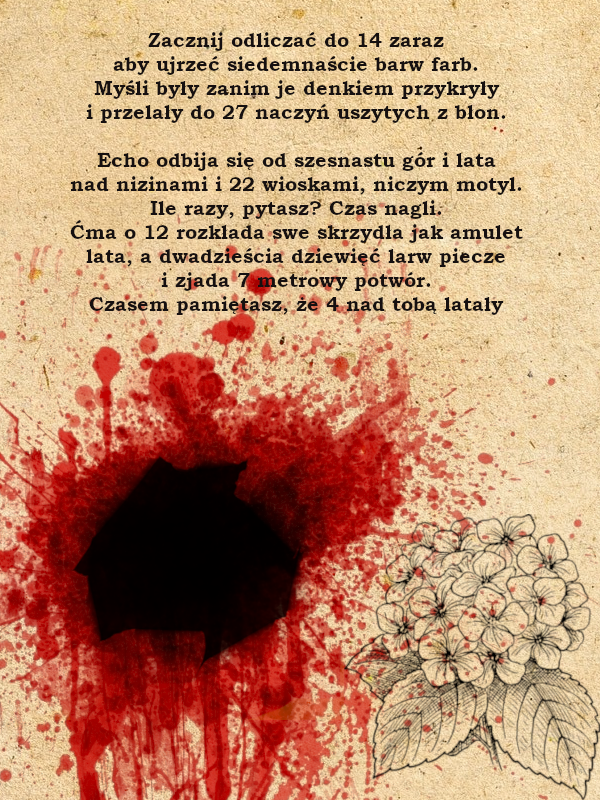 Zacznij odliczać do 14 zaraz
aby ujrzeć siedemnaście barw farb.
Myśli były zanim je denkiem przykryły
i przelały do 27 naczyń uszytych z błon.
Echo odbija się od szesnastu gór i lata
nad nizinami i 22 wioskami, niczym motyl.
Ile razy, pytasz? Czas nagli.
Ćma o 12 rozkłada swe skrzydła jak amulet
lata, a dwadzieścia dziewięć larw piecze
i zjada 7 metrowy potwór.
Czasem pamiętasz, że 4 nad tobą latały